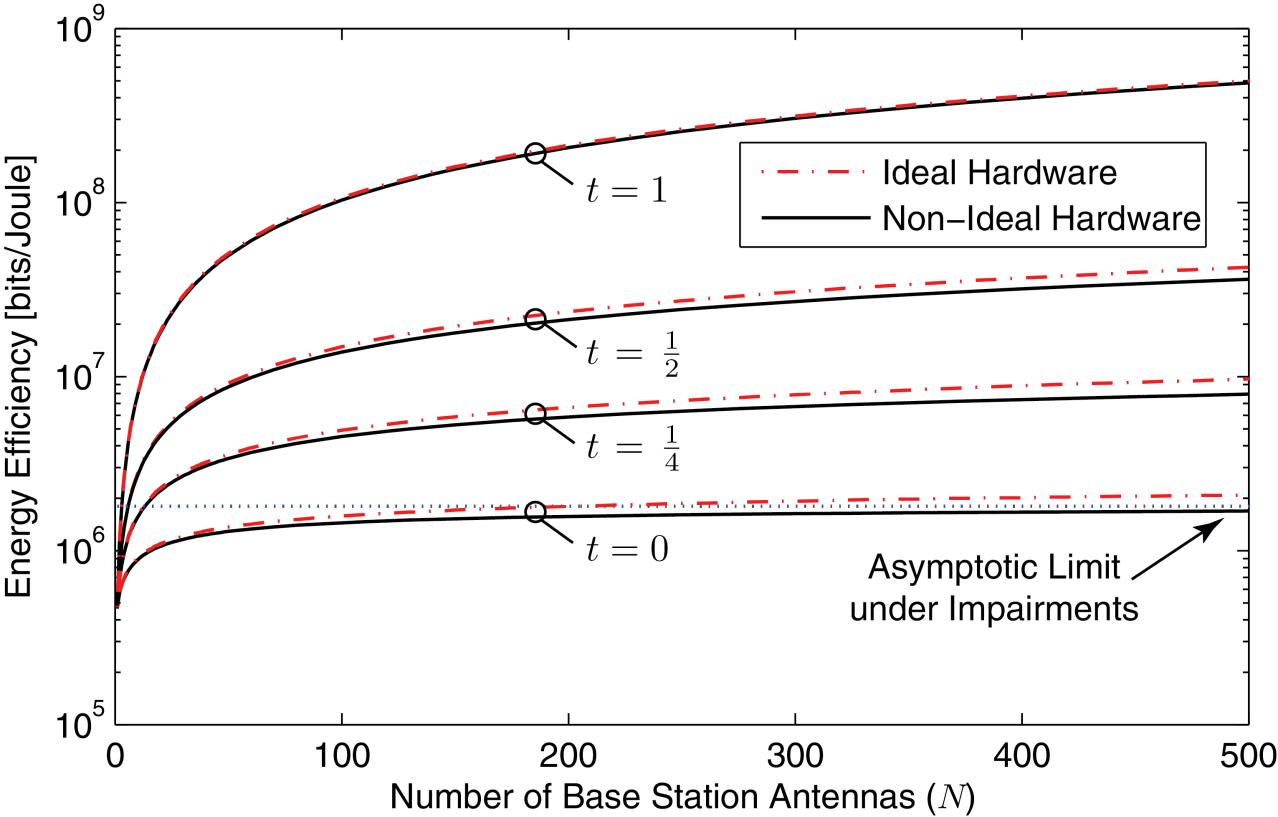 Energy Efficiency [bits/Joule]
10^9
10^8
10^7
10^6
10^5
Ideal Hardware
Non-Ideal Hardware
t = 1
t = 1/2
t = 1/4
t = 0
Asymptotic Limit
under Impairments
0 100 200 300 400 500
Number of Base Station Antennas (N)